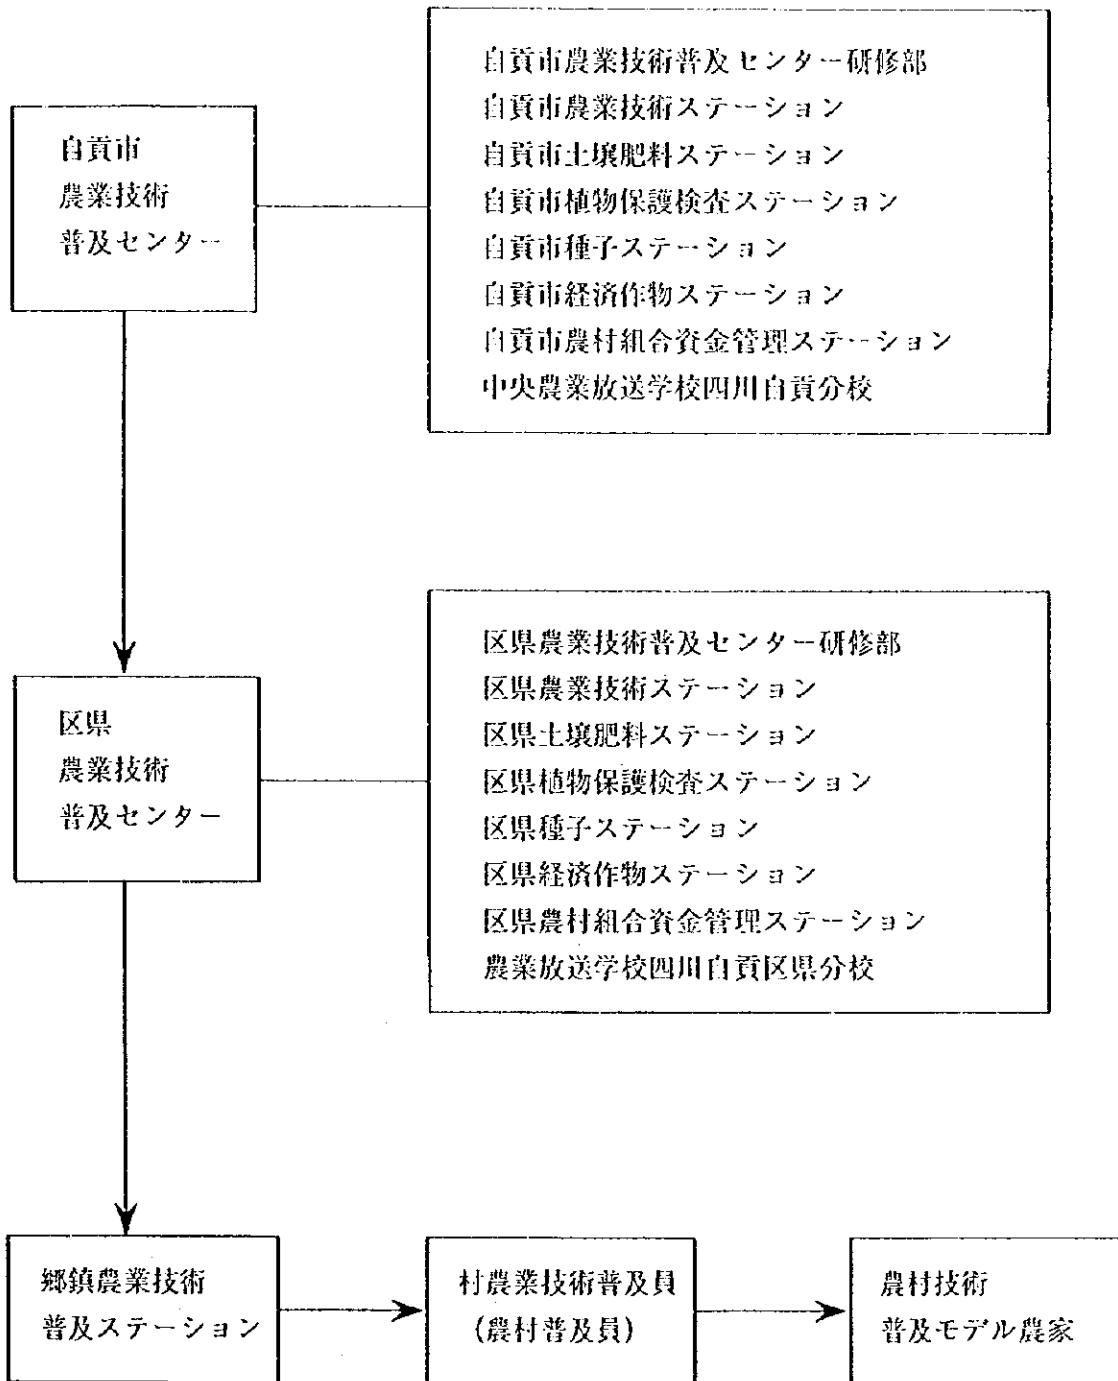 自貢市
農業技術
普及センター
自貢市農業技術普及センター研修部
自貢市農業技術ステーション
自貢市土壌肥料ステーション
自貢市植物保護検査ステーション
自貢市種子ステーション
自貢市経済作物ステーション
自貢市農村組合資金管理ステーション
中央農業放送学校四川自貢分校
区県
農業技術
普及センター
区県農業技術普及センター研修部
区県農業技術ステーション
区県土壌肥料ステーション
区県植物保護検査ステーション
区県種子ステーション
区県経済作物ステーション
区県農村組合資金管理ステーション
農業放送学校四川自貢区県分校
郷鎮農業技術
普及ステーション
村農業技術普及員
(農村普及員)
農村技術
普及モデル農家